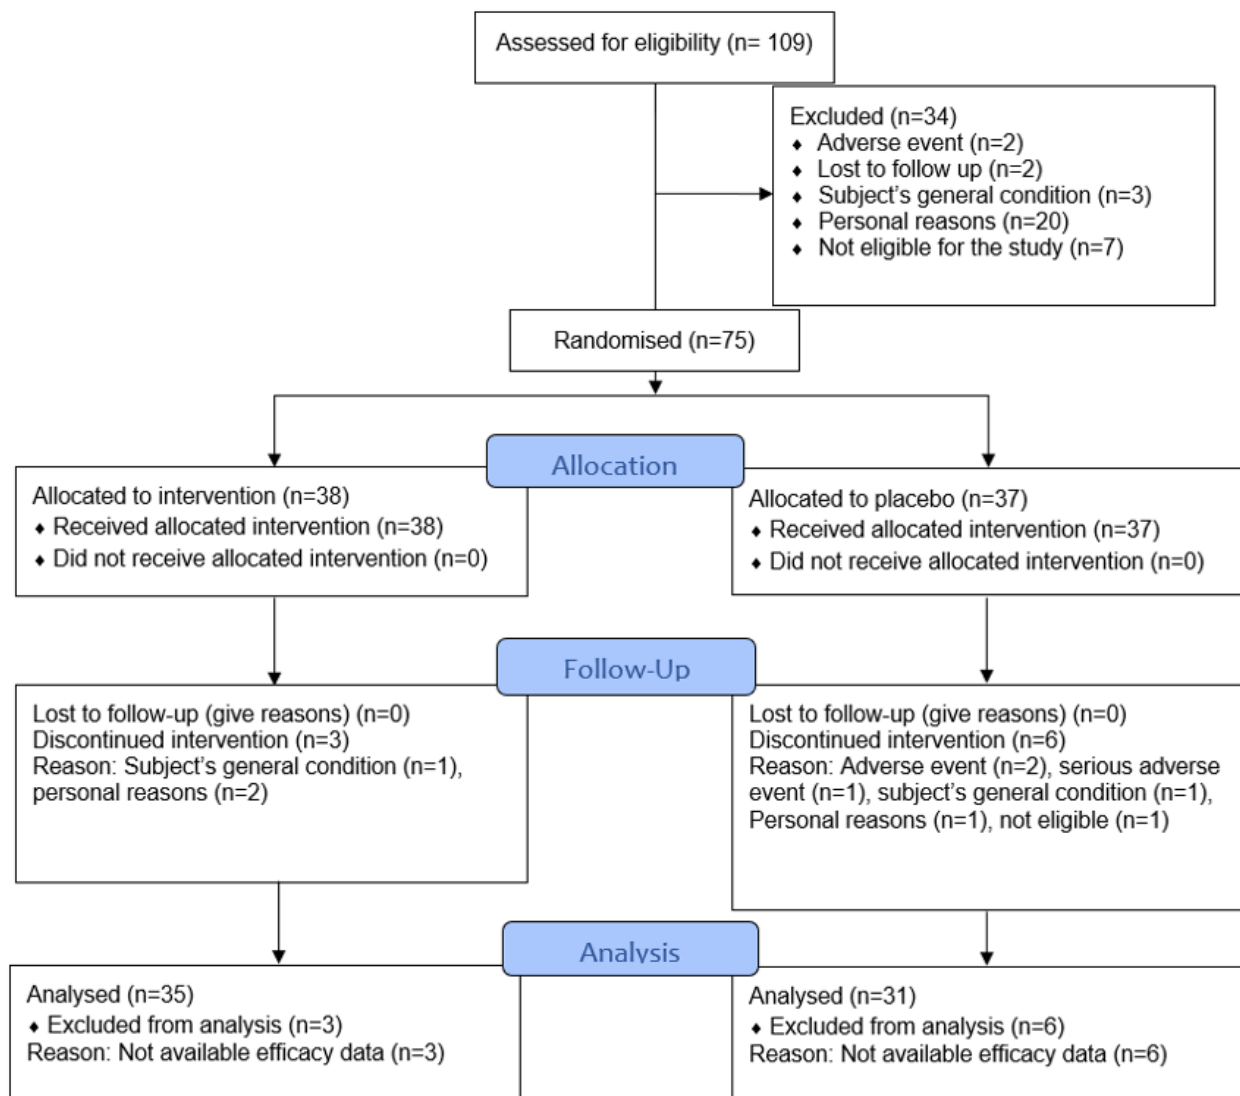 Assessed for eligibility (n= 109)
Excluded (n=34)
♦ Adverse event (n=2)
♦ Lost to follow up (n=2)
♦ Subject's general condition (n=3)
♦ Personal reasons (n=20)
♦ Not eligible for the study (n=7)
Randomised (n=75)
Allocation
Allocated to intervention (n=38)
♦ Received allocated intervention (n=38)
♦ Did not receive allocated intervention (n=0)
Allocated to placebo (n=37)
♦ Received allocated intervention (n=37)
♦ Did not receive allocated intervention (n=0)
Follow-Up
Lost to follow-up (give reasons) (n=0)
Discontinued intervention (n=3)
Reason: Subject's general condition (n=1),
personal reasons (n=2)
Lost to follow-up (give reasons) (n=0)
Discontinued intervention (n=6)
Reason: Adverse event (n=2), serious adverse
event (n=1), subject's general condition (n=1),
Personal reasons (n=1), not eligible (n=1)
Analysis
Analysed (n=35)
♦ Excluded from analysis (n=3)
Reason: Not available efficacy data (n=3)
Analysed (n=31)
♦ Excluded from analysis (n=6)
Reason: Not available efficacy data (n=6)